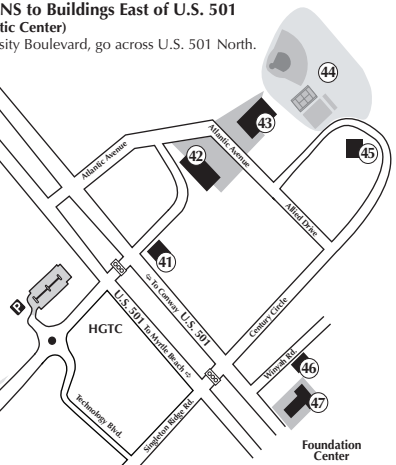 NS to Buildings East of U.S. 501
tic Center)
sity Boulevard, go across U.S. 501 North.
44
43
Atlantic Avenue
Atlantic Avenue
42
45
Allied Drive
41
To Conway
U.S. 501
U.S. 501
To Myrtle Beach
P
HGTC
Century Circle
Winyah Rd.
46
47
Technology Blvd.
Singleton Ridge Rd.
Foundation
Center